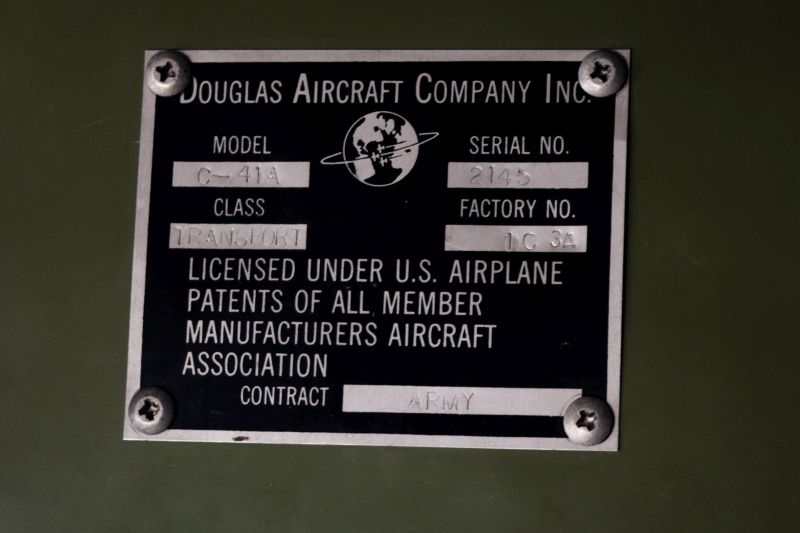 DOUGLAS AIRCRAFT COMPANY INC.
MODEL
C-41A
SERIAL NO.
2145
CLASS
TRANSPORT
FACTORY NO.
1C 3A
LICENSED UNDER U.S. AIRPLANE
PATENTS OF ALL MEMBER
MANUFACTURERS AIRCRAFT
ASSOCIATION
CONTRACT ARMY